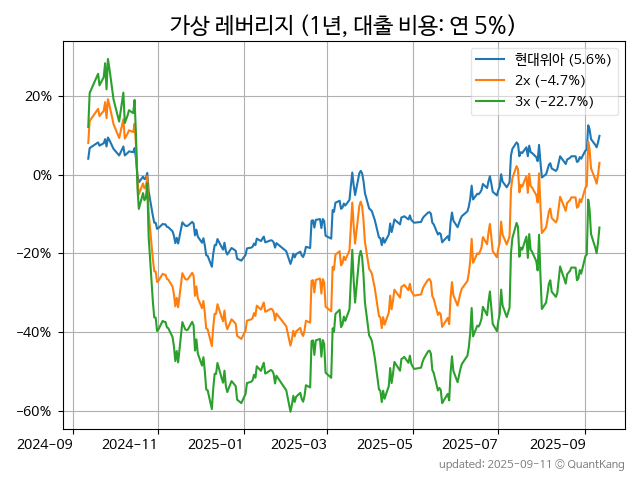 가상 레버리지 (1년, 대출 비용: 연 5%)
현대위아 (5.6%)
2x (−4.7%)
3x (−22.7%)
20%
0%
−20%
−40%
−60%
2024-09 2024-11 2025-01 2025-03 2025-05 2025-07 2025-09
updated: 2025-09-11 © QuantKang